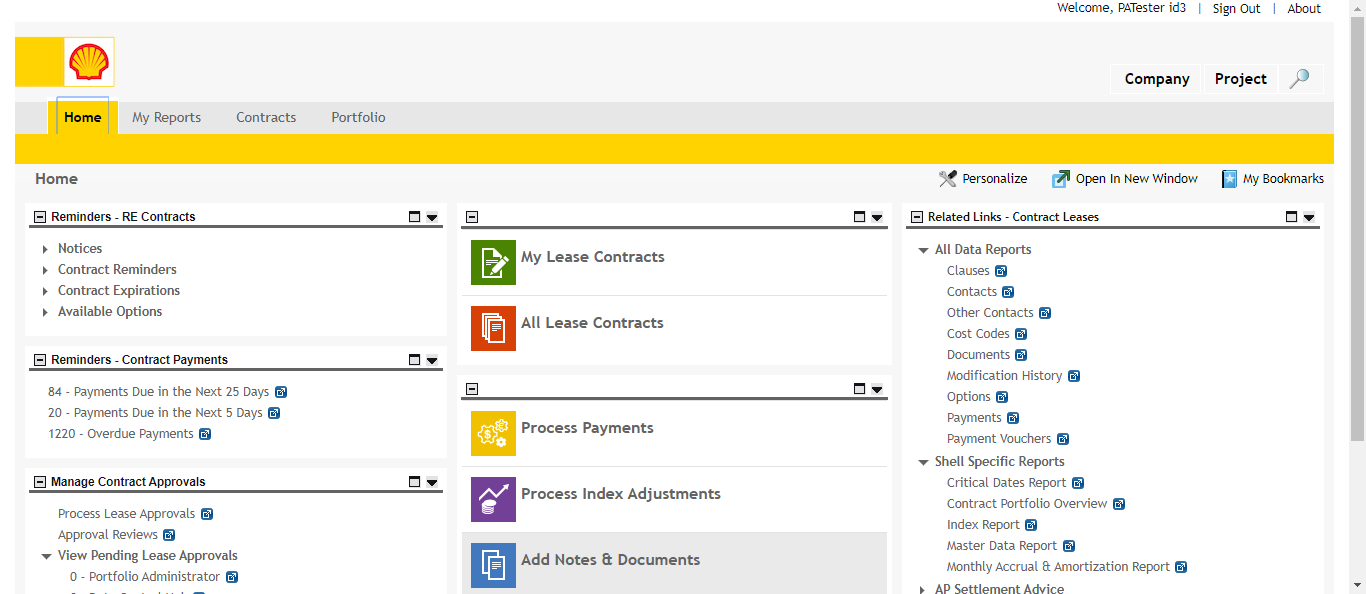 Welcome, PATester id3 | Sign Out | About
Company Project
Home My Reports Contracts Portfolio
Home
Personalize Open In New Window My Bookmarks
Reminders - RE Contracts
Notices
Contract Reminders
Contract Expirations
Available Options
Reminders - Contract Payments
84 - Payments Due in the Next 25 Days
20 - Payments Due in the Next 5 Days
1220 - Overdue Payments
Manage Contract Approvals
Process Lease Approvals
Approval Reviews
View Pending Lease Approvals
0 - Portfolio Administrator
My Lease Contracts
All Lease Contracts
Process Payments
Process Index Adjustments
Add Notes & Documents
Related Links - Contract Leases
All Data Reports
Clauses
Contacts
Other Contacts
Cost Codes
Documents
Modification History
Options
Payments
Payment Vouchers
Shell Specific Reports
Critical Dates Report
Contract Portfolio Overview
Index Report
Master Data Report
Monthly Accrual & Amortization Report
AP Settlement Advice